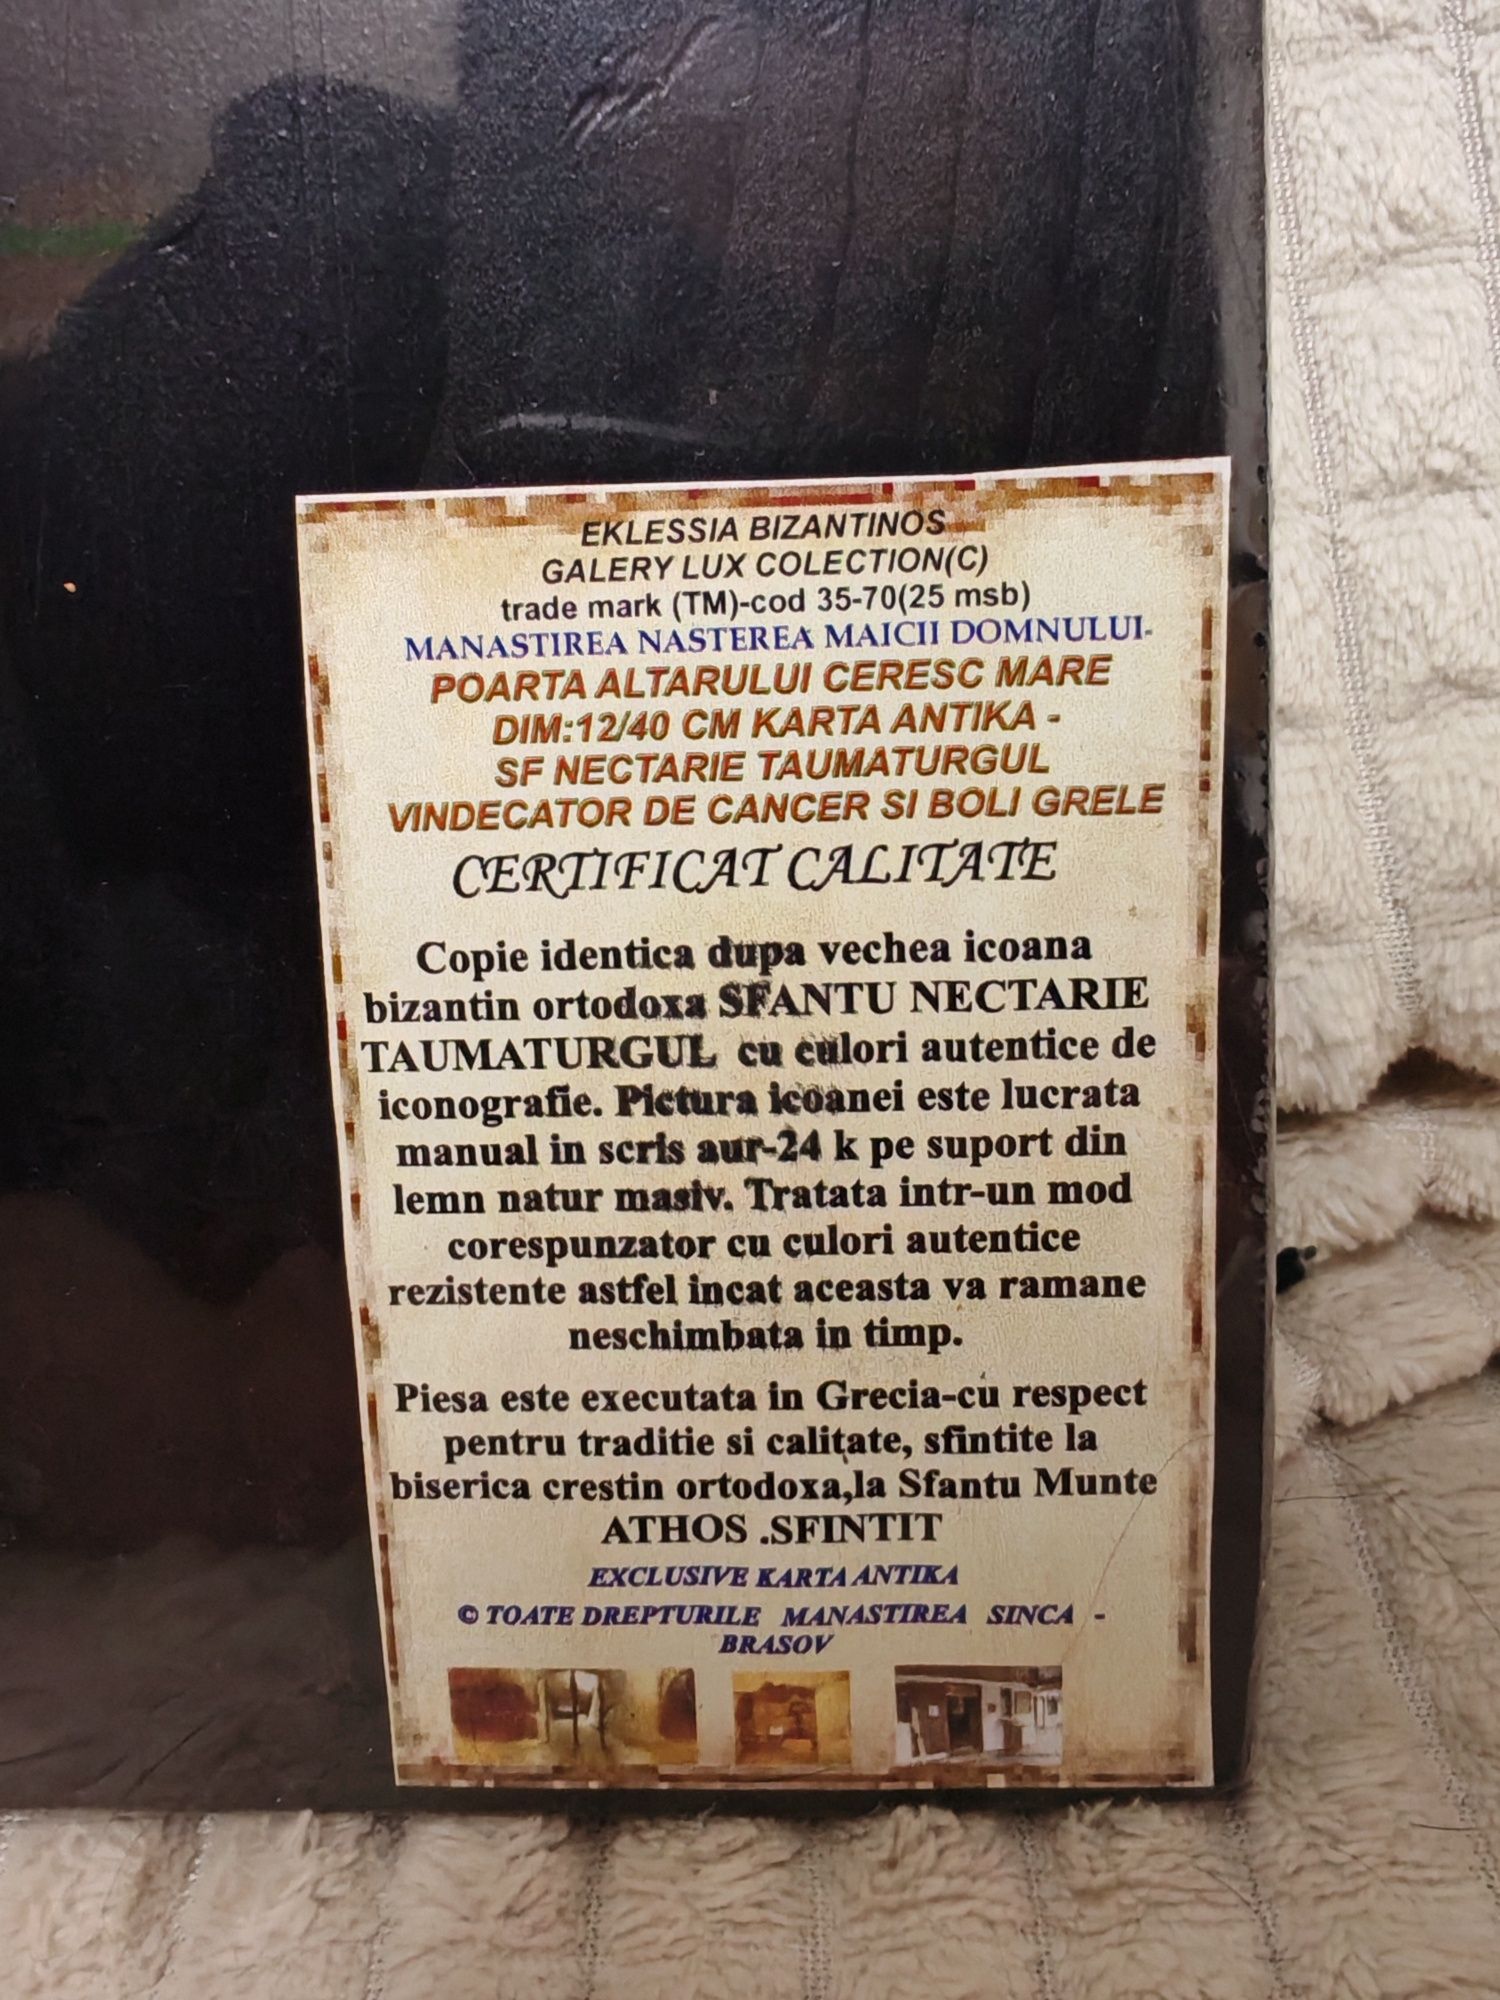 EKLESSIA BIZANTINOS
GALERY LUX COLECTION(C)
trade mark (TM)-cod 35-70(25 msb)
MANASTIREA NASTEREA MAICII DOMNULUI-
POARTA ALTARULUI CERESC MARE
DIM:12/40 CM KARTA ANTIKA -
SF NECTARIE TAUMATURGUL
VINDECATOR DE CANCER SI BOLI GRELE
CERTIFICAT CALITATE
Copie identica dupa vechea icoana
bizantin ortodoxa SFANTU NECTARIE
TAUMATURGUL cu culori autentice de
iconografie. Pictura icoanei este lucrata
manual in scris aur-24 k pe suport din
lemn natur masiv. Tratata intr-un mod
corespunzator cu culori autentice
rezistente astfel incat aceasta va ramane
neschimbata in timp.
Piesa este executata in Grecia-cu respect
pentru traditie si calitate, sfintite la
biserica crestin ortodoxa,la Sfantu Munte
ATHOS .SFINTIT
EXCLUSIVE KARTA ANTIKA
© TOATE DREPTURILE MANASTIREA SINCA -
BRASOV